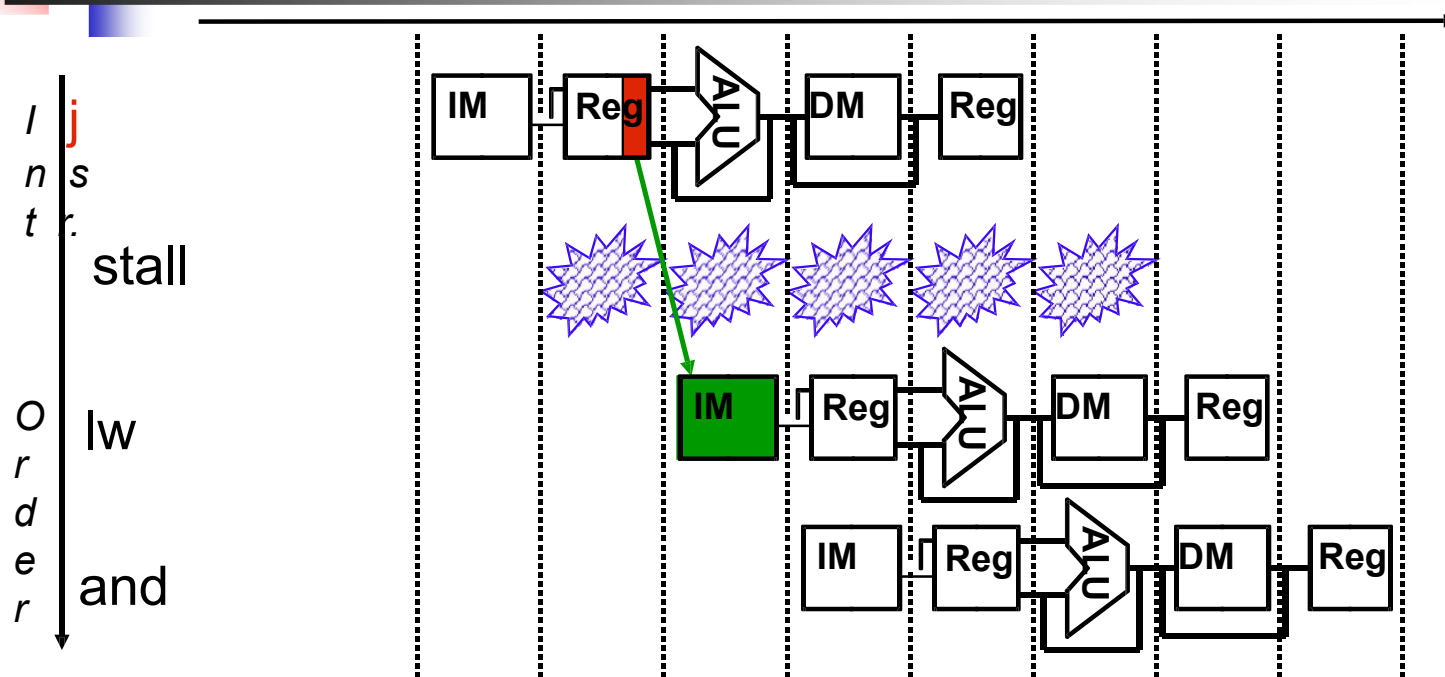 j
I
n s
t r.
O
r
d
e
r
IM Reg ALU DM Reg
stall
lw
IM Reg ALU DM Reg
and
IM Reg ALU DM Reg